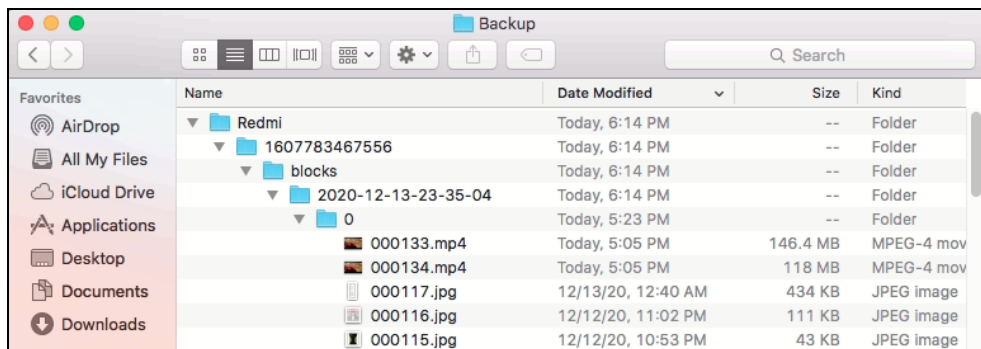 Backup
Search
Favorites
AirDrop
All My Files
iCloud Drive
Applications
Desktop
Documents
Downloads
Name Date Modified Size Kind
Redmi Today, 6:14 PM -- Folder
1607783467556 Today, 6:14 PM -- Folder
blocks Today, 6:14 PM -- Folder
2020-12-13-23-35-04 Today, 6:14 PM -- Folder
0 Today, 5:23 PM -- Folder
000133.mp4 Today, 5:05 PM 146.4 MB MPEG-4 mov
000134.mp4 Today, 5:05 PM 118 MB MPEG-4 mov
000117.jpg 12/13/20, 12:40 AM 434 KB JPEG image
000116.jpg 12/12/20, 11:02 PM 111 KB JPEG image
000115.jpg 12/12/20, 10:53 PM 43 KB JPEG image